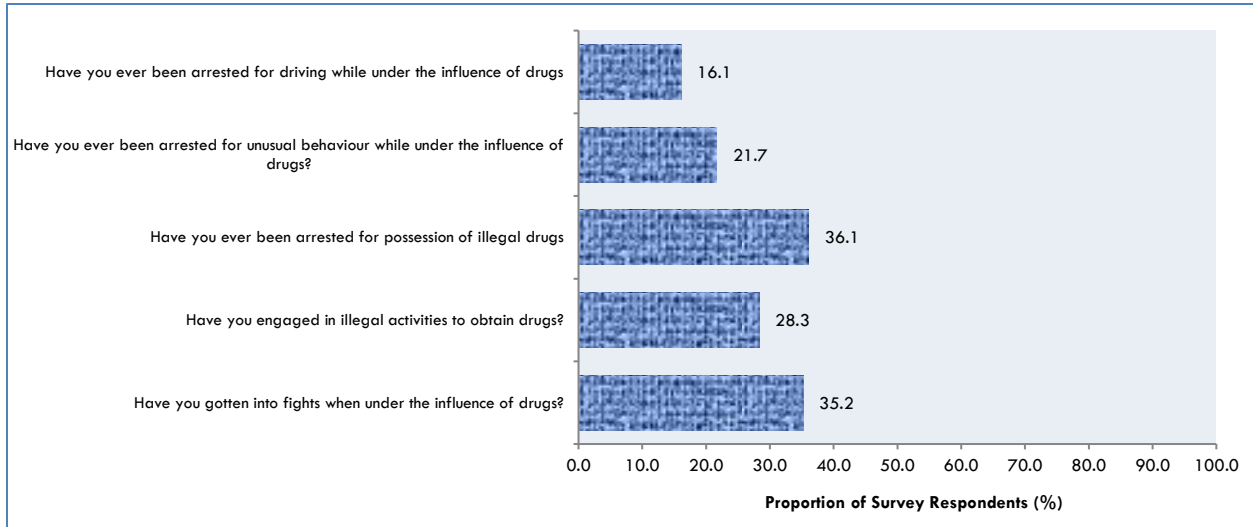 Have you ever been arrested for driving while under the influence of drugs
16.1
Have you ever been arrested for unusual behaviour while under the influence of
drugs?
21.7
Have you ever been arrested for possession of illegal drugs
36.1
Have you engaged in illegal activities to obtain drugs?
28.3
Have you gotten into fights when under the influence of drugs?
35.2
0.0 10.0 20.0 30.0 40.0 50.0 60.0 70.0 80.0 90.0 100.0
Proportion of Survey Respondents (%)